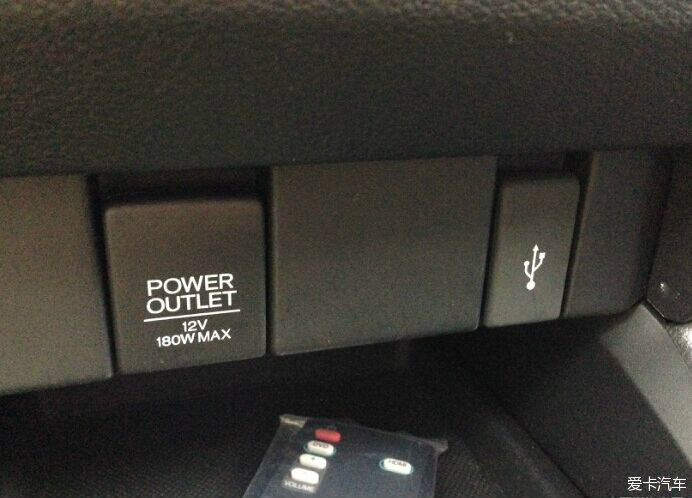 POWER
OUTLET
12V
180W MAX
VOLUME
爱卡汽车